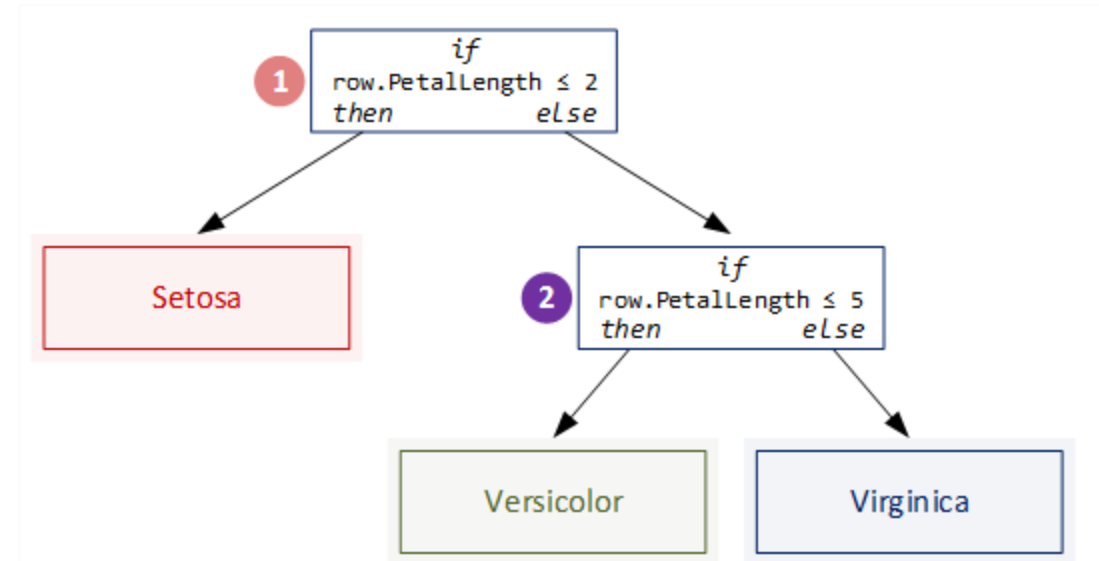 if
1
row.PetalLength ≤ 2
then else
Setosa
if
2
row.PetalLength ≤ 5
then else
Versicolor
Virginica